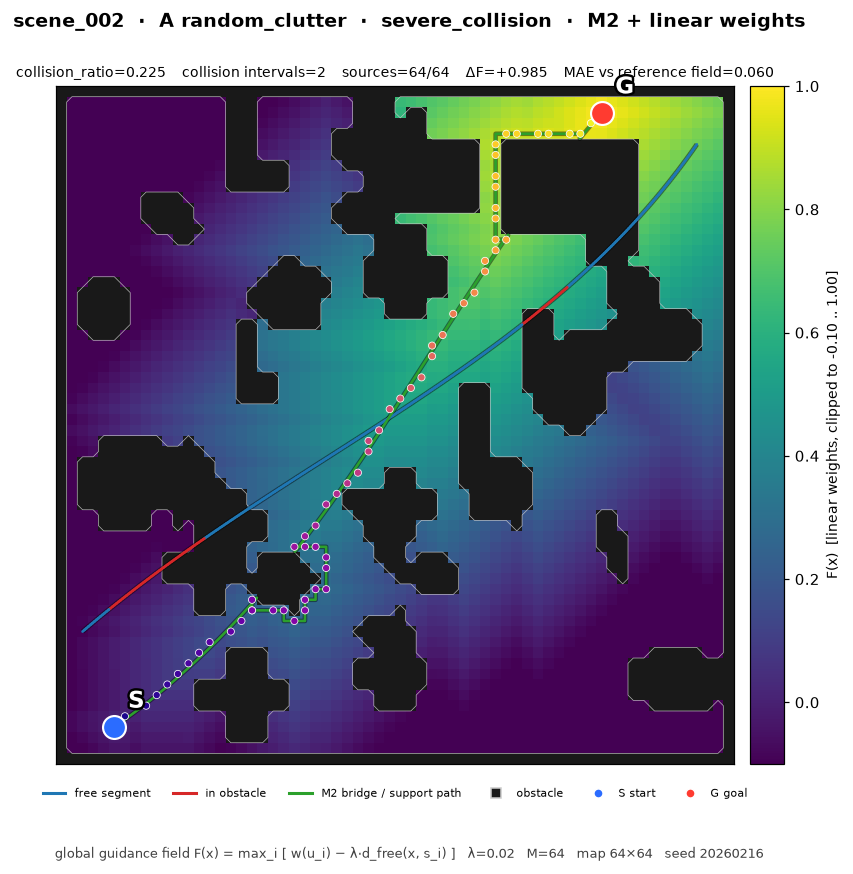 scene_002 · A random_clutter · severe_collision · M2 + linear weights
collision_ratio=0.225 collision intervals=2 sources=64/64 ΔF=+0.985 MAE vs reference field=0.060
G
S
1.0
0.8
0.6
0.4
0.2
0.0
F(x) [linear weights, clipped to -0.10 .. 1.00]
free segment in obstacle M2 bridge / support path obstacle S start G goal
global guidance field F(x) = max_i [ w(u_i) − λ·d_free(x, s_i) ] λ=0.02 M=64 map 64×64 seed 20260216